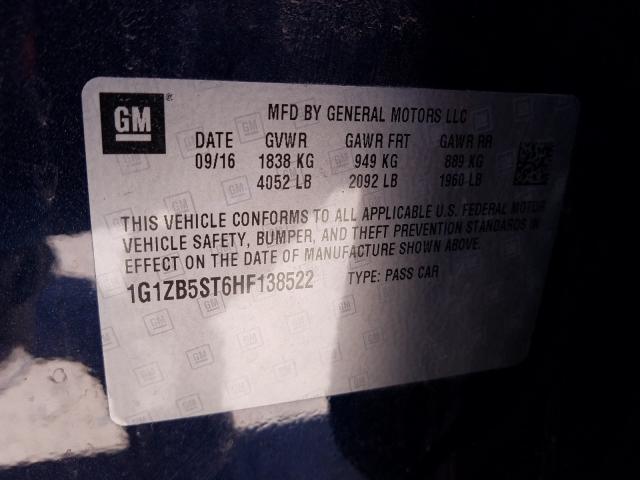 GM ®
MFD BY GENERAL MOTORS LLC
DATE GVWR GAWR FRT GAWR RR
09/16 1838 KG 949 KG 889 KG
4052 LB 2092 LB 1960 LB
THIS VEHICLE CONFORMS TO ALL APPLICABLE U.S. FEDERAL MOTOR
VEHICLE SAFETY, BUMPER, AND THEFT PREVENTION STANDARDS IN
EFFECT ON THE DATE OF MANUFACTURE SHOWN ABOVE.
1G1ZB5ST6HF138522 TYPE: PASS CAR